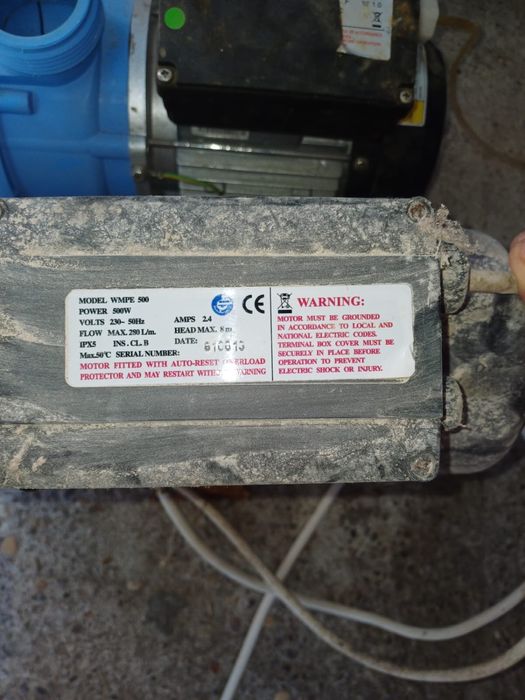 MODEL WMPE 500
POWER 500W
VOLTS 230~ 50Hz AMPS 2.4
FLOW MAX. 280 L/m. HEAD MAX. 8 m
IPX5 INS. CL. B DATE:
Max.50°C SERIAL NUMBER:
MOTOR FITTED WITH AUTO-RESET OVERLOAD
PROTECTOR AND MAY RESTART WITHOUT WARNING
CE
WARNING:
MOTOR MUST BE GROUNDED
IN ACCORDANCE TO LOCAL AND
NATIONAL ELECTRIC CODES.
TERMINAL BOX COVER MUST BE
SECURELY IN PLACE BEFORE
OPERATION TO PREVENT
ELECTRIC SHOCK OR INJURY.